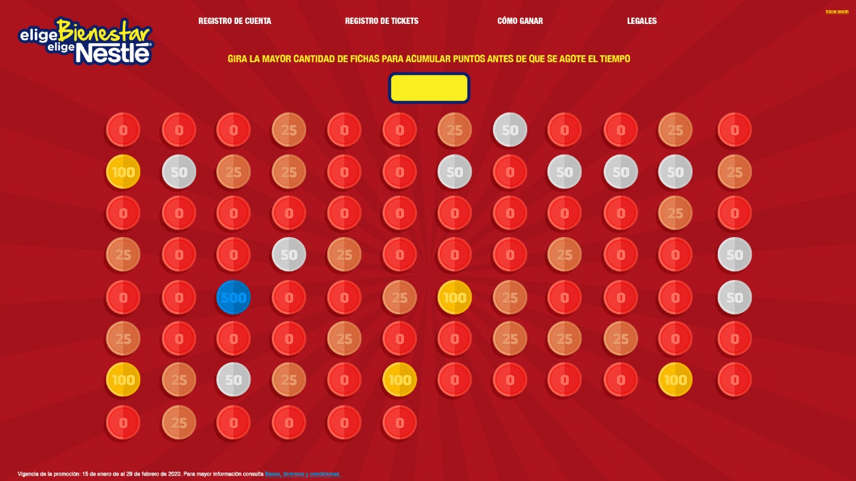 elige Bienestar
elige Nestlé
REGISTRO DE CUENTA REGISTRO DE TICKETS CÓMO GANAR LEGALES
GIRA LA MAYOR CANTIDAD DE FICHAS PARA ACUMULAR PUNTOS ANTES DE QUE SE AGOTE EL TIEMPO
0 0 0 25 0 0 25 50 0 0 25 0
100 50 25 25 0 0 50 0 50 50 50 25
0 0 0 0 0 0 0 0 0 0 25 0
25 0 0 50 25 0 0 0 25 0 0 50
0 0 500 0 0 25 100 25 0 0 0 50
25 0 0 0 25 0 0 25 25 25 0 0
100 25 50 25 0 100 0 0 0 0 100 0
0 25 0 0 0 0
Vigencia de la promoción: 15 de enero de al 28 de febrero de 2020. Para mayor información consulta Bases, términos y condiciones.